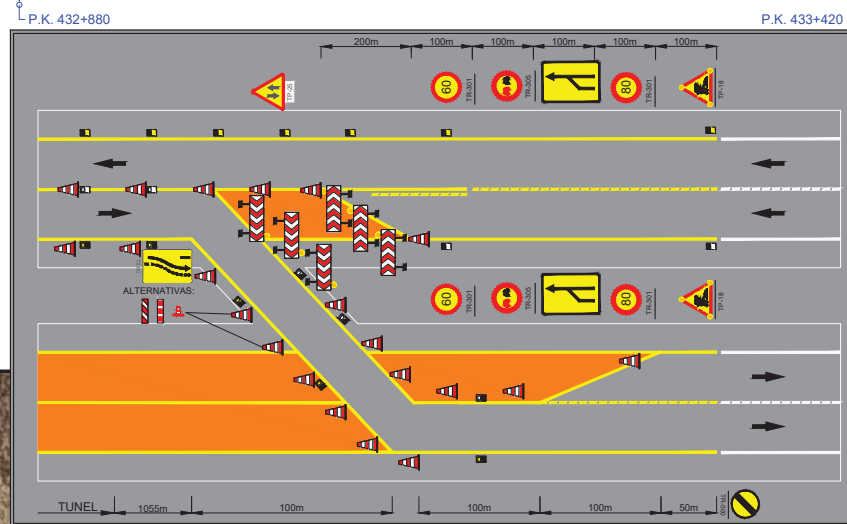 P.K. 432+880
P.K. 433+420
200m
100m
100m
100m
100m
100m
TP-25
60
TR-301
TR-305
80
TR-301
TP-18
ALTERNATIVAS:
60
TR-301
TR-305
80
TR-301
TP-18
TUNEL
1055m
100m
100m
100m
50m
TR-500